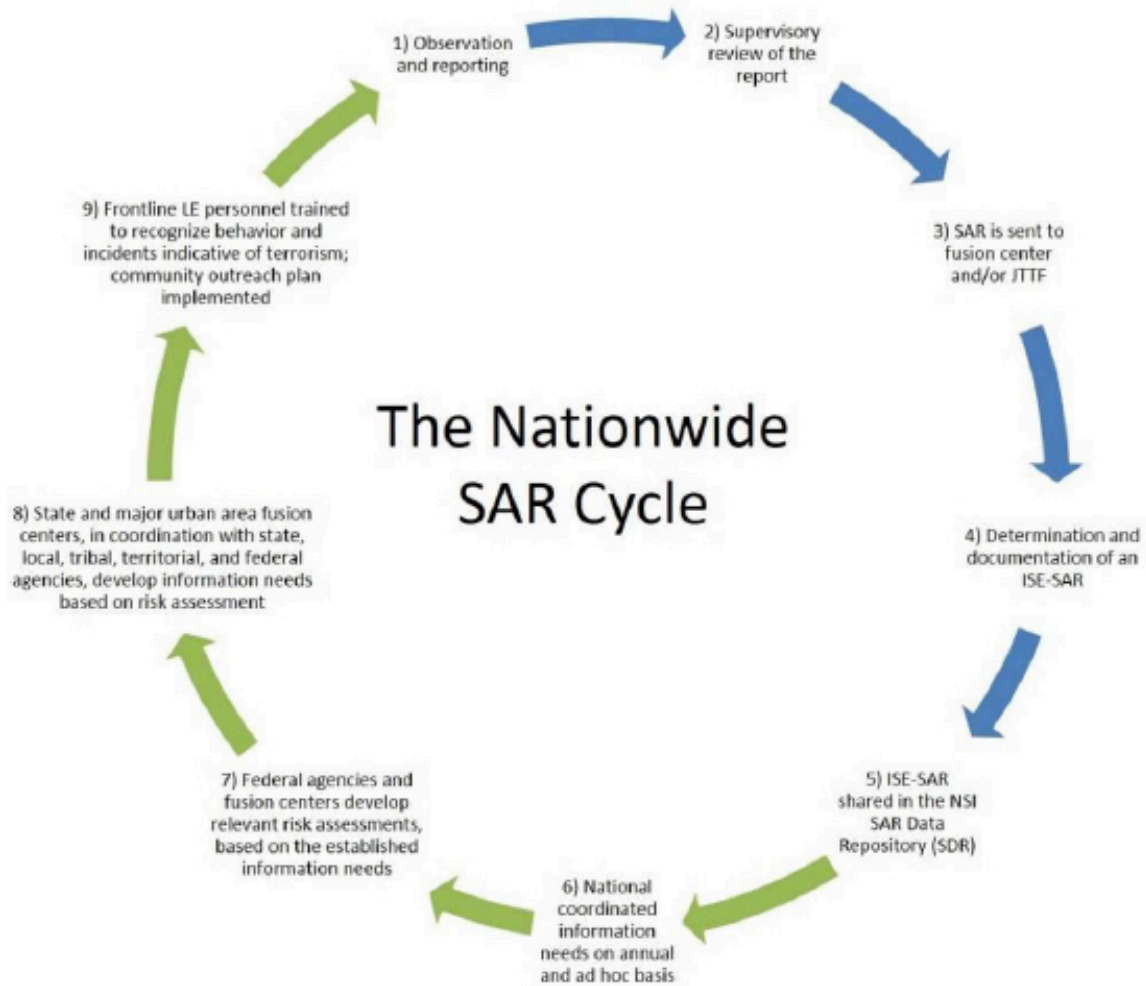 1) Observation
and reporting
2) Supervisory
review of the
report
3) SAR is sent to
fusion center
and/or JTTF
4) Determination and
documentation of an
ISE-SAR
5) ISE-SAR
shared in the NSI
SAR Data
Repository (SDR)
6) National
coordinated
information
needs on annual
and ad hoc basis
7) Federal agencies and
fusion centers develop
relevant risk assessments,
based on the established
information needs
8) State and major urban area fusion
centers, in coordination with state,
local, tribal, territorial, and federal
agencies, develop information needs
based on risk assessment
9) Frontline LE personnel trained
to recognize behavior and
incidents indicative of terrorism;
community outreach plan
implemented
The Nationwide
SAR Cycle